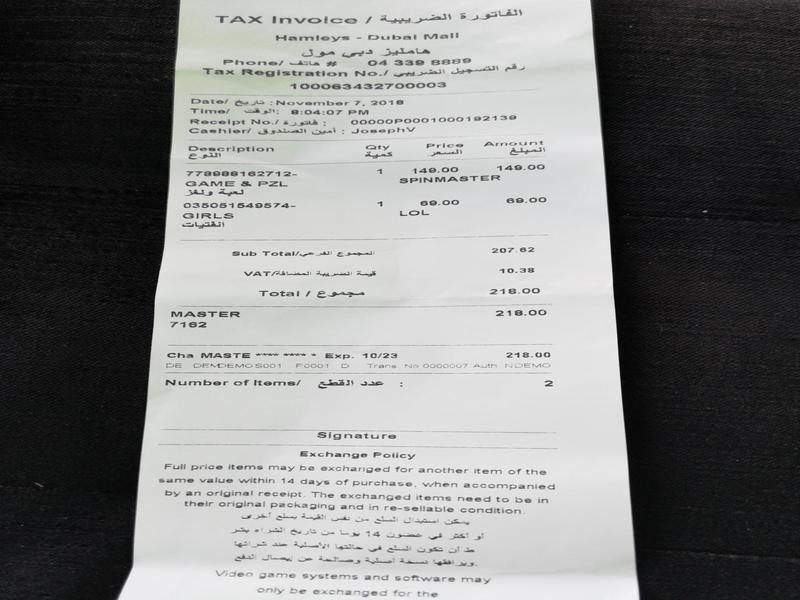 TAX Invoice / الفاتورة الضريبية
Hamleys - Dubai Mall
هامليز دبي مول
Phone/ هاتف # 04 339 8889
Tax Registration No./ رقم التسجيل الضريبي
100063432700003
Date/ تاريخ : November 7, 2018
Time/ الوقت : 8:04:07 PM
Receipt No./ فاتورة : 00000P0001000192139
Cashier/ أمين الصندوق : JosephV
Description Qty Price Amount
النوع كمية السعر المبلغ
778988162712- 1 149.00 149.00
GAME & PZL SPINMASTER
لعبة ولغز
035051549574- 1 69.00 69.00
GIRLS LOL
الفتيات
Sub Total/المجموع الفرعي 207.62
VAT/قيمة الضريبة المضافة 10.38
Total / مجموع 218.00
MASTER 218.00
7162
Cha MASTE **** **** * Exp. 10/23 218.00
DE DEMDEMOS001 P0001 D Trans. No 0000007 Auth NDEMO
Number of Items/ عدد القطع : 2
Signature
Exchange Policy
Full price items may be exchanged for another item of the
same value within 14 days of purchase, when accompanied
by an original receipt. The exchanged items need to be in
their original packaging and in re-sellable condition.
يمكن استبدال السلع من نفس القيمة بسلع أخرى
أو أكثر في غضون 14 يوما من تاريخ الشراء بشر
ط أن تكون السلع في حالتها الأصلية عند شرائها
ويرافقها نسخة أصلية وصالحة عن إيصال الدفع.
Video game systems and software may
only be exchanged for the